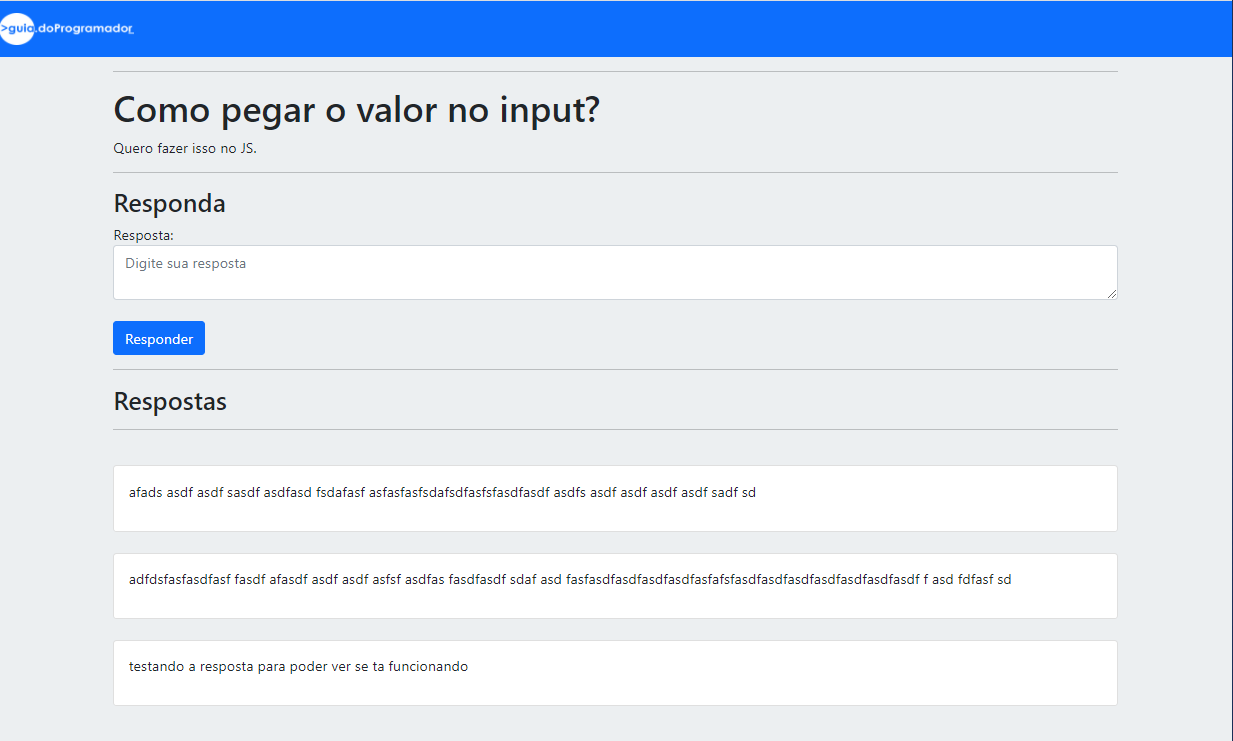 >guia.doProgramador_
Como pegar o valor no input?
Quero fazer isso no JS.
Responda
Resposta:
Digite sua resposta
Responder
Respostas
afads asdf asdf sasdf asdfasd fsdafasf asfasfasfsdafsdfasfsfasdfasdf asdfs asdf asdf asdf asdf sadf sd
adfdsfasfasdfasf fasdf afasdf asdf asdf asfsf asdfas fasdfasdf sdaf asd fasfasdfasdfasdfasdfasfafsfasdfasdfasdfasdfasdfasdfasdf f asd fdfasf sd
testando a resposta para poder ver se ta funcionando